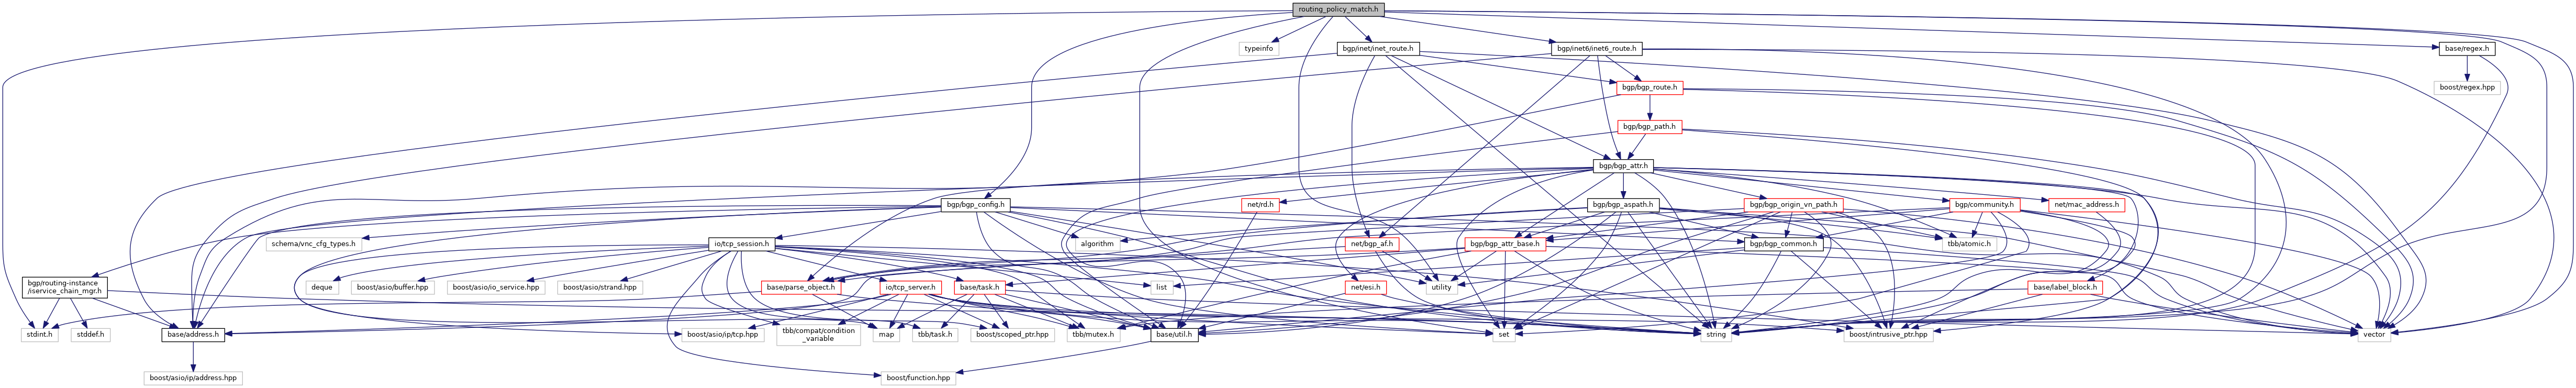 routing_policy_match.h
typeinfo
bgp/inet/inet_route.h
bgp/inet6/inet6_route.h
base/regex.h
bgp/bgp_route.h
boost/regex.hpp
bgp/bgp_path.h
bgp/bgp_attr.h
bgp/bgp_config.h
net/rd.h
bgp/bgp_aspath.h
bgp/bgp_origin_vn_path.h
bgp/community.h
net/mac_address.h
schema/vnc_cfg_types.h
io/tcp_session.h
algorithm
net/bgp_af.h
bgp/bgp_attr_base.h
bgp/bgp_common.h
tbb/atomic.h
bgp/routing-instance
/iservice_chain_mgr.h
deque
boost/asio/buffer.hpp
boost/asio/io_service.hpp
boost/asio/strand.hpp
base/parse_object.h
io/tcp_server.h
base/task.h
list
utility
net/esi.h
base/label_block.h
stdint.h
stddef.h
base/address.h
boost/asio/ip/tcp.hpp
tbb/compat/condition
_variable
map
tbb/task.h
boost/scoped_ptr.hpp
tbb/mutex.h
base/util.h
set
string
boost/intrusive_ptr.hpp
vector
boost/asio/ip/address.hpp
boost/function.hpp